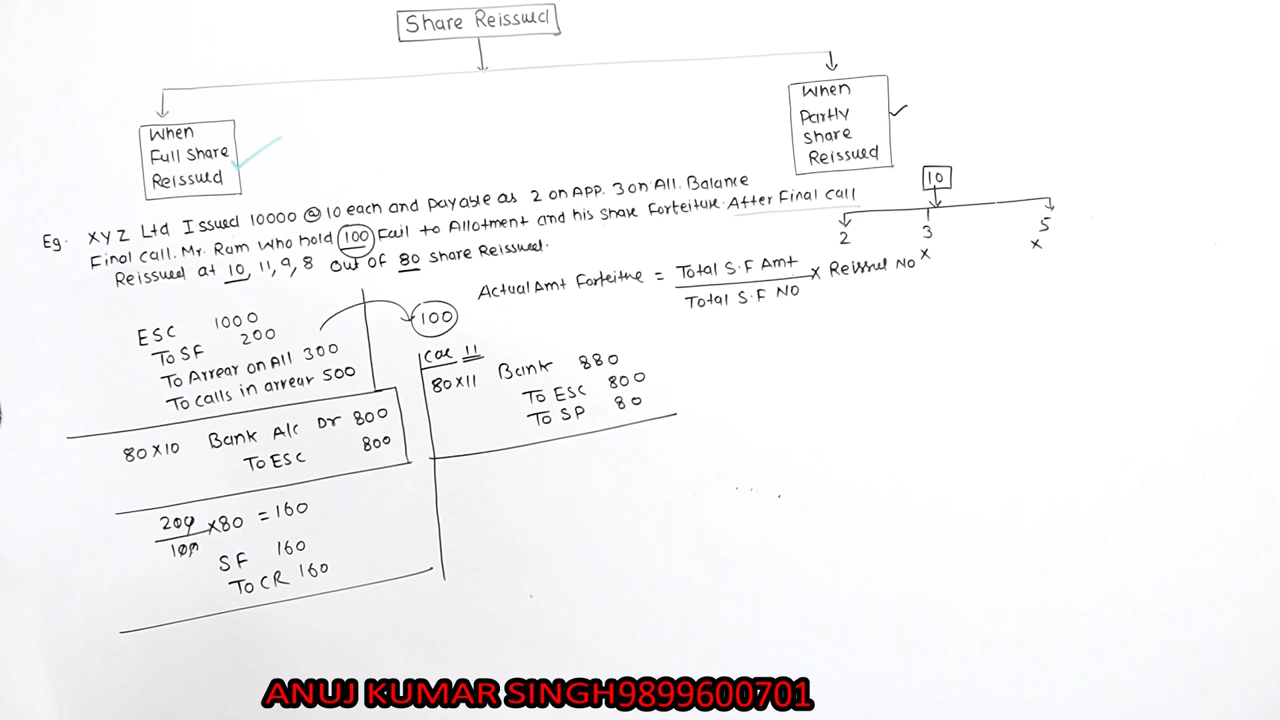 Share Reissued
When
Full Share
Reissued
When
Partly
Share
Reissued
Eg. XYZ Ltd Issued 10000 @ 10 each and payable as 2 on APP. 3 on All. Balance
Final call. Mr. Ram who hold 100 Fail to Allotment and his share Forfeiture. After Final call
Reissued at 10, 11, 9, 8 out of 80 share Reissued.
10
2 3 5
x x
Actual Amt Forfeitue = Total S.F Amt x Reissue No
Total S.F NO
ESC 1000
To SF 200
To Arrear on All 300
To Calls in arrear 500
100
80x10 Bank A/c Dr 800
To ESC 800
200 x80 = 160
100
SF 160
To CR 160
Cae 11
80x11 Bank 880
To ESC 800
To SP 80
ANUJ KUMAR SINGH9899600701